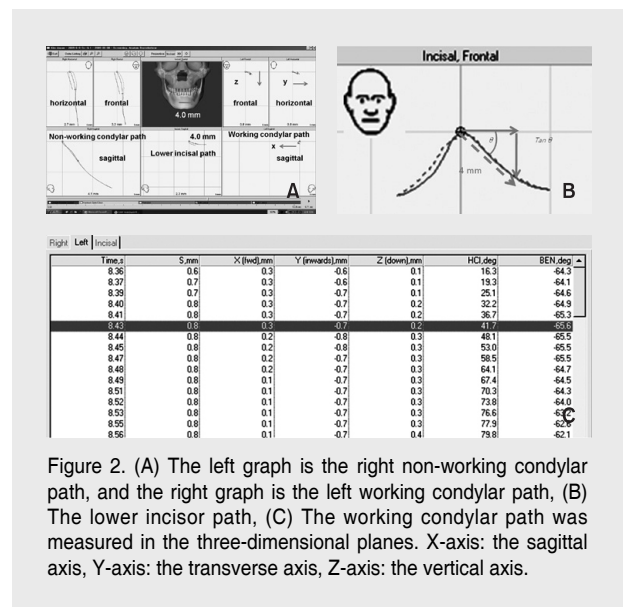 horizontal
frontal
4.0 mm
z
y
frontal
horizontal
Non-working condylar path
sagittal
4.0 mm
Lower incisal path
Working condylar path
x
sagittal
A
Incisal, Frontal
θ
Tan θ
4 mm
B
Right Left Incisal
Time,s S,mm X (fwd),mm Y (inwards),mm Z (down),mm HCI,deg BEN,deg
8.36 0.6 0.3 -0.6 0.1 16.3 -64.3
8.37 0.7 0.3 -0.6 0.1 19.3 -64.1
8.39 0.7 0.3 -0.7 0.1 25.1 -64.6
8.40 0.8 0.3 -0.7 0.2 32.2 -64.9
8.41 0.8 0.3 -0.7 0.2 36.7 -65.3
8.43 0.8 0.3 -0.7 0.2 41.7 -65.6
8.44 0.8 0.2 -0.8 0.3 48.1 -65.5
8.45 0.8 0.2 -0.8 0.3 53.0 -65.5
8.47 0.8 0.2 -0.7 0.3 58.5 -65.5
8.48 0.8 0.2 -0.7 0.3 64.1 -64.7
8.49 0.8 0.1 -0.7 0.3 67.4 -64.5
8.51 0.8 0.1 -0.7 0.3 70.3 -64.3
8.52 0.8 0.1 -0.7 0.3 73.8 -64.0
8.53 0.8 0.1 -0.7 0.3 76.6 -63.2
8.55 0.8 0.1 -0.7 0.3 77.9 -62.8
8.56 0.8 0.1 -0.7 0.4 79.8 -62.1
C
Figure 2. (A) The left graph is the right non-working condylar
path, and the right graph is the left working condylar path, (B)
The lower incisor path, (C) The working condylar path was
measured in the three-dimensional planes. X-axis: the sagittal
axis, Y-axis: the transverse axis, Z-axis: the vertical axis.